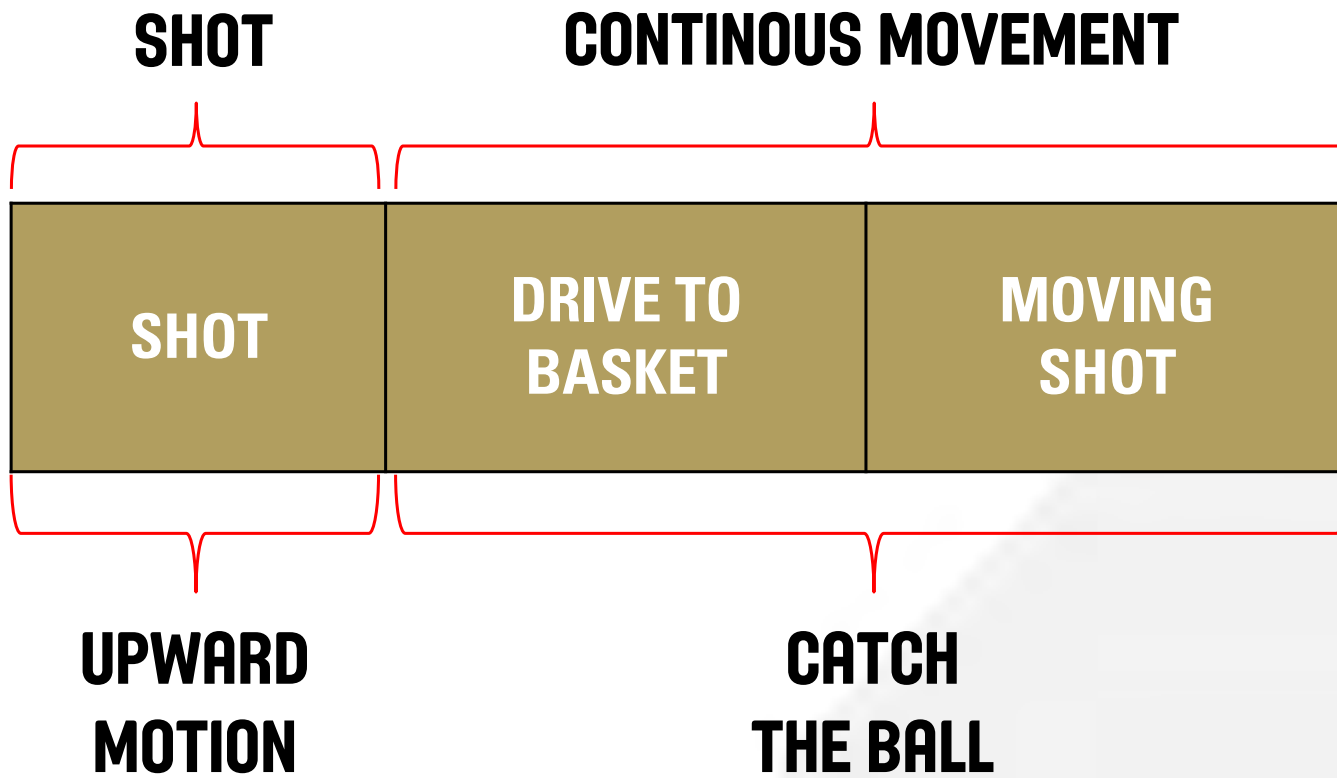 SHOT
CONTINOUS MOVEMENT
SHOT
DRIVE TO
BASKET
MOVING
SHOT
UPWARD
MOTION
CATCH
THE BALL